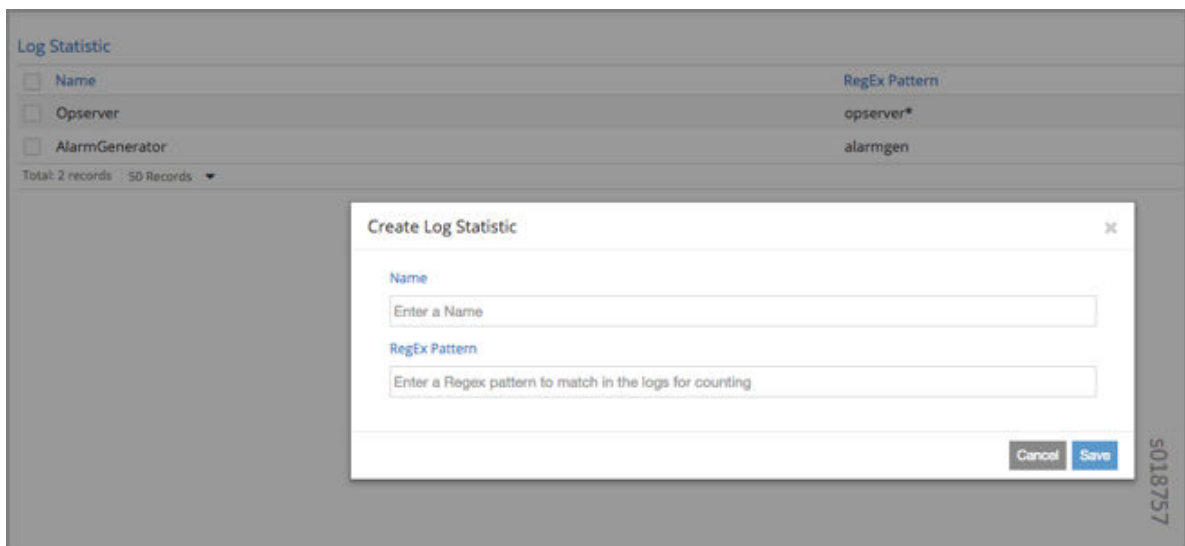 Log Statistic
Name RegEx Pattern
Opserver opserver*
AlarmGenerator alarmgen
Total: 2 records 50 Records
Create Log Statistic
Name
Enter a Name
RegEx Pattern
Enter a Regex pattern to match in the logs for counting
Cancel Save
s018757